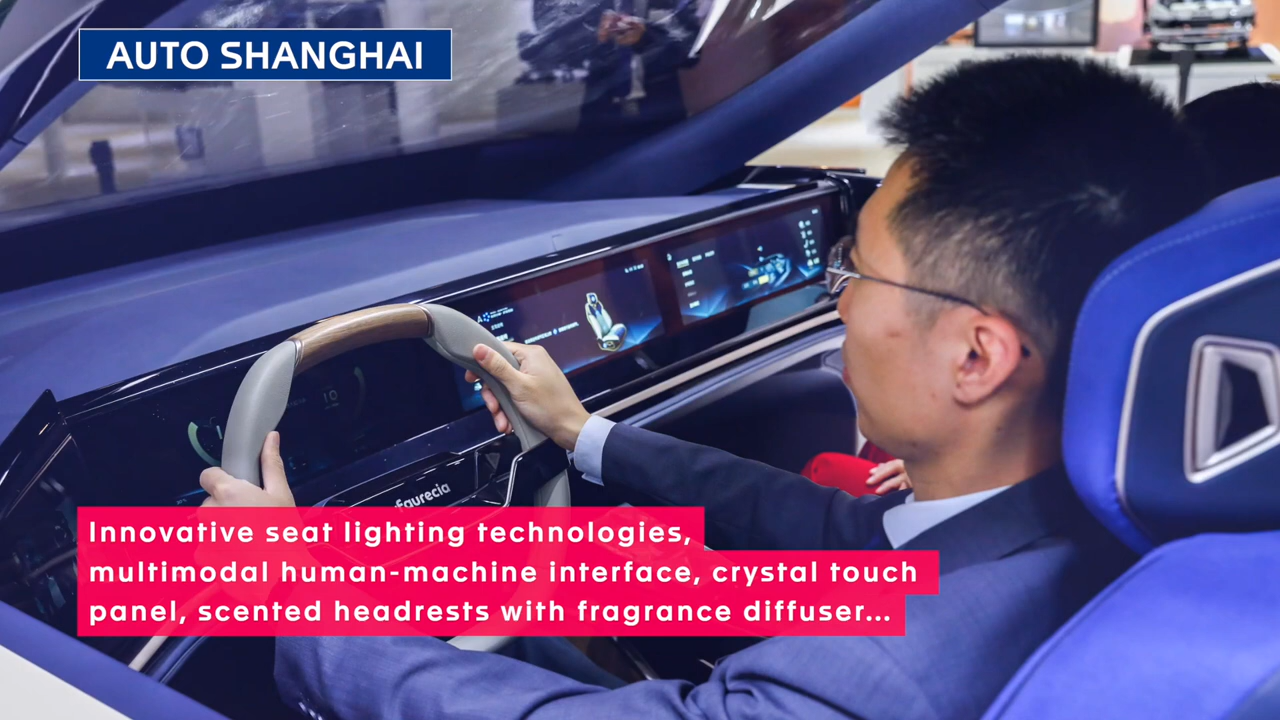 AUTO SHANGHAI
faurecia
Innovative seat lighting technologies,
multimodal human-machine interface, crystal touch
panel, scented headrests with fragrance diffuser...